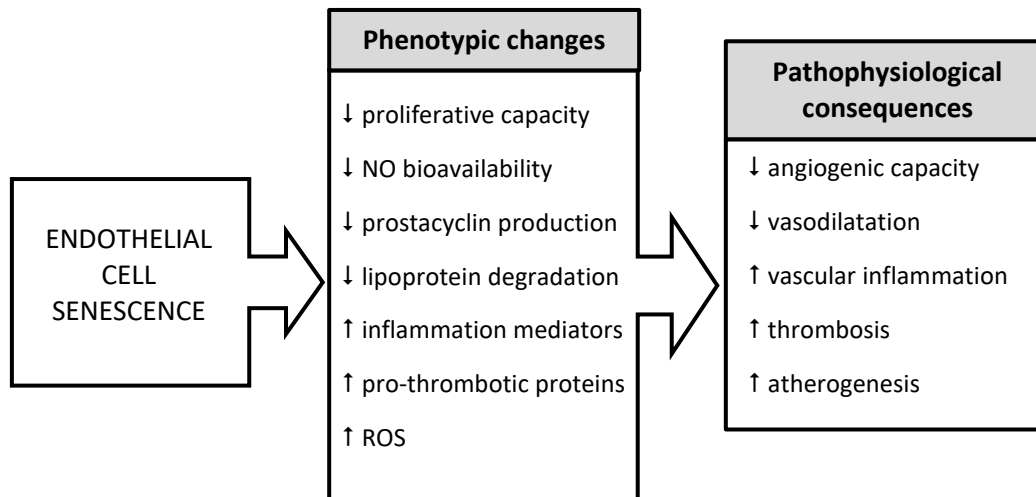 ENDOTHELIAL
CELL
SENESCENCE
Phenotypic changes
↓ proliferative capacity
↓ NO bioavailability
↓ prostacyclin production
↓ lipoprotein degradation
↑ inflammation mediators
↑ pro-thrombotic proteins
↑ ROS
Pathophysiological
consequences
↓ angiogenic capacity
↓ vasodilatation
↑ vascular inflammation
↑ thrombosis
↑ atherogenesis